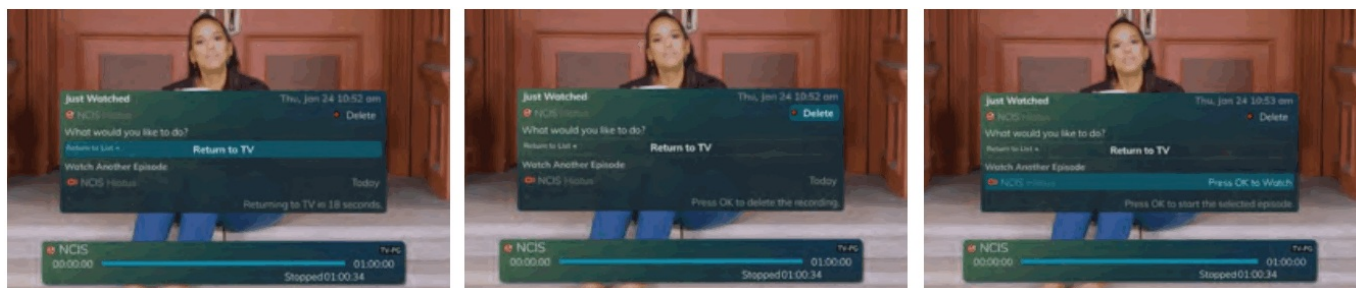 Just Watched Thu, Jan 24 10:52 am
NCIS Hiatus Delete
What would you like to do?
Return to List « Return to TV
Watch Another Episode
NCIS Hiatus Today
Returning to TV in 18 seconds.
NCIS TV-PG
00:00:00 01:00:00
Stopped 01:00:34
Just Watched Thu, Jan 24 10:52 am
NCIS Hiatus Delete
What would you like to do?
Return to List « Return to TV
Watch Another Episode
NCIS Hiatus Today
Press OK to delete the recording.
NCIS TV-PG
00:00:00 01:00:00
Stopped 01:00:34
Just Watched Thu, Jan 24 10:53 am
NCIS Hiatus Delete
What would you like to do?
Return to List « Return to TV
Watch Another Episode
NCIS Hiatus Press OK to Watch
Press OK to start the selected episode
NCIS TV-PG
00:00:00 01:00:00
Stopped 01:00:34